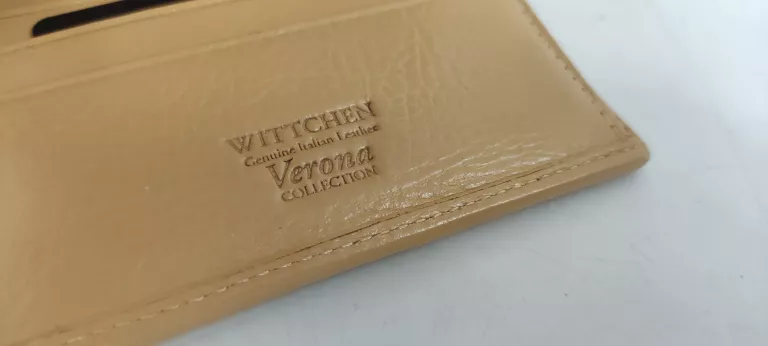 WITTCHEN
Genuine Italian Leather
Verona
COLLECTION